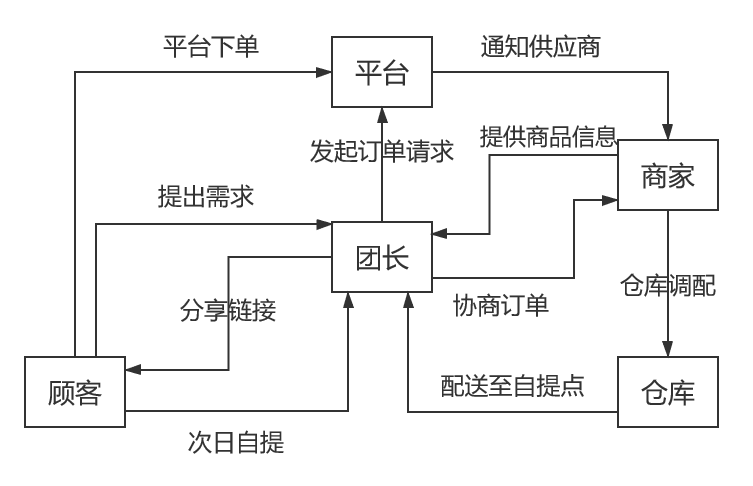 平台下单
通知供应商
平台
发起订单请求
提供商品信息
商家
提出需求
团长
仓库调配
分享链接
协商订单
顾客
配送至自提点
仓库
次日自提